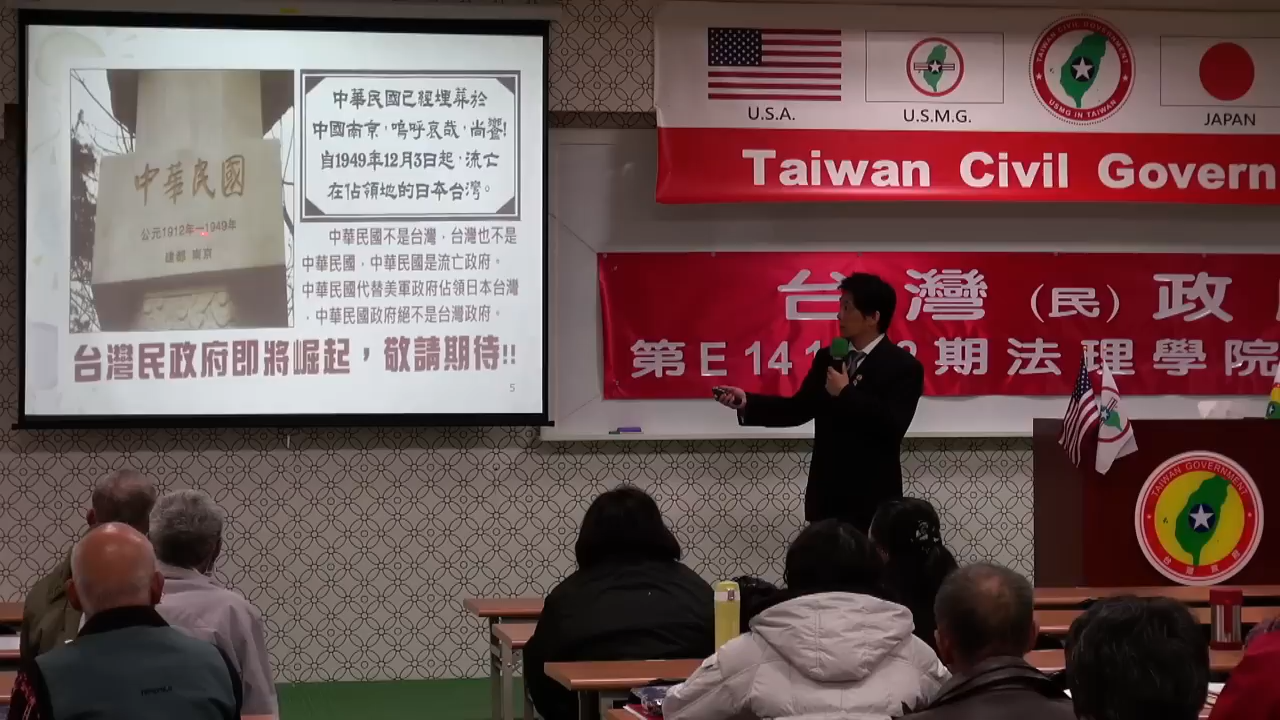 中華民國
公元1912年—1949年
建都 南京
中華民國已經埋葬於
中國南京，嗚呼哀哉，尚饗!
自1949年12月3日起，流亡
在佔領地的日本台灣。
中華民國不是台灣，台灣也不是
中華民國，中華民國是流亡政府。
中華民國代替美軍政府佔領日本台灣
，中華民國政府絕不是台灣政府。
台灣民政府即將崛起，敬請期待!!
5
U.S.A.
U.S.M.G.
TAIWAN CIVIL GOVERNMENT
USMG IN TAIWAN
JAPAN
Taiwan Civil Govern
台灣（民）政
第E141 期法理學院
TAIWAN GOVERNMENT
台灣政府